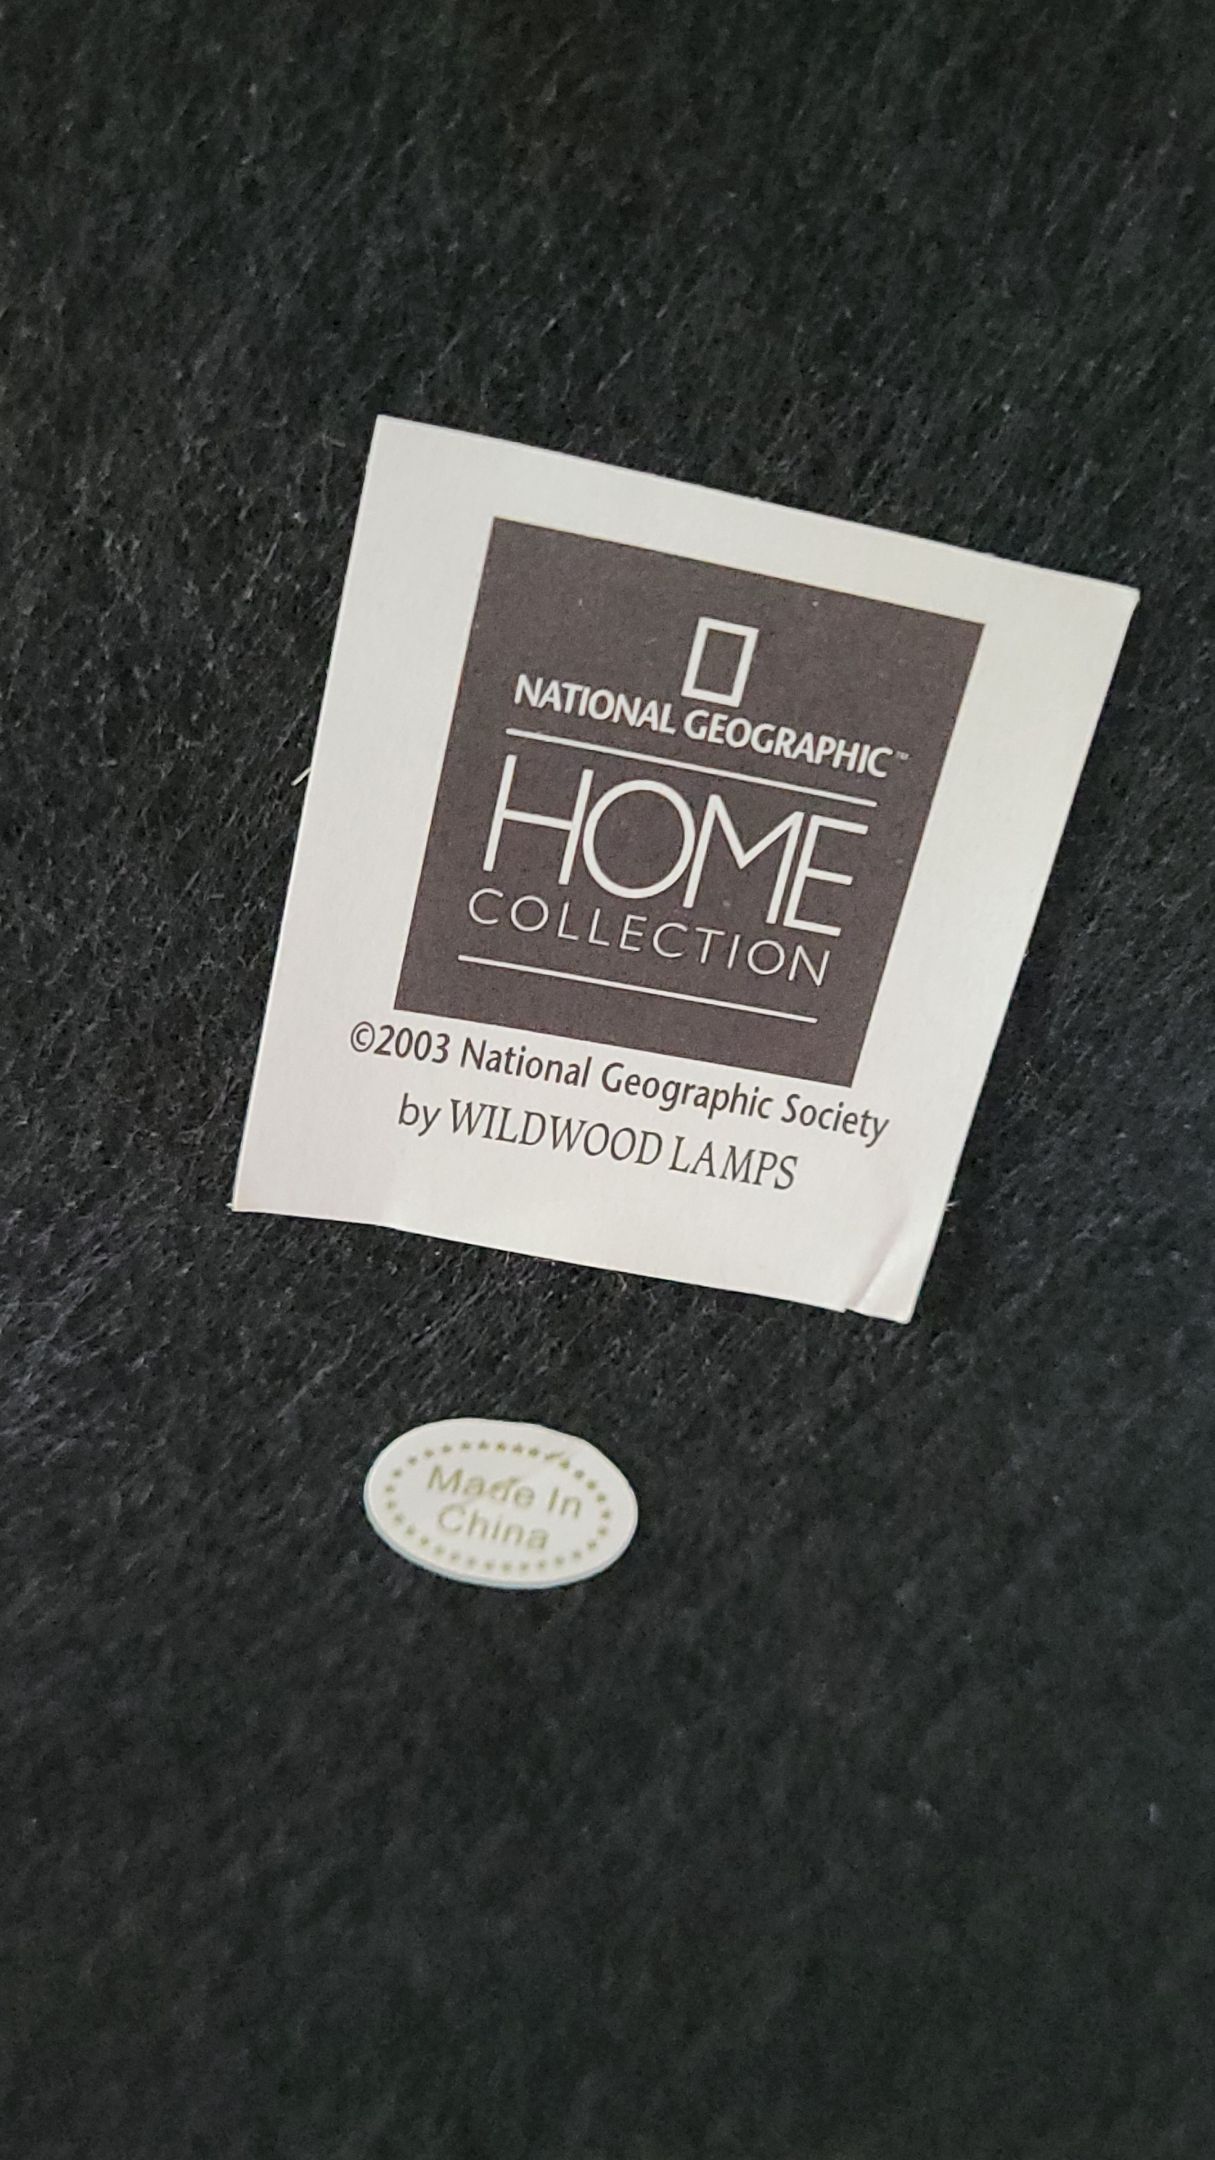 NATIONAL GEOGRAPHIC™
HOME
COLLECTION
©2003 National Geographic Society
by WILDWOOD LAMPS
Made In
China